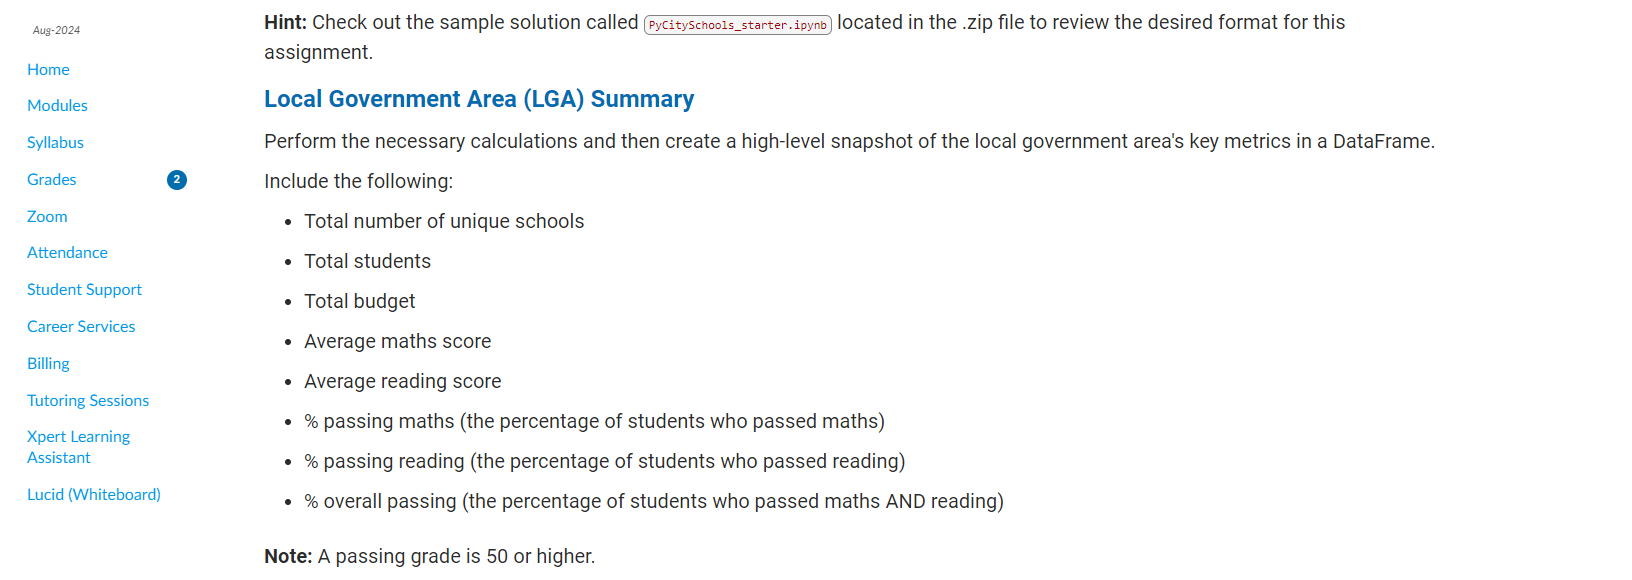 Aug-2024
Home
Modules
Syllabus
Grades
2
Zoom
Attendance
Student Support
Career Services
Billing
Tutoring Sessions
Xpert Learning
Assistant
Lucid (Whiteboard)
Hint: Check out the sample solution called PyCitySchools_starter.ipynb located in the .zip file to review the desired format for this
assignment.
Local Government Area (LGA) Summary
Perform the necessary calculations and then create a high-level snapshot of the local government area's key metrics in a DataFrame.
Include the following:
• Total number of unique schools
• Total students
• Total budget
• Average maths score
• Average reading score
• % passing maths (the percentage of students who passed maths)
• % passing reading (the percentage of students who passed reading)
• % overall passing (the percentage of students who passed maths AND reading)
Note: A passing grade is 50 or higher.